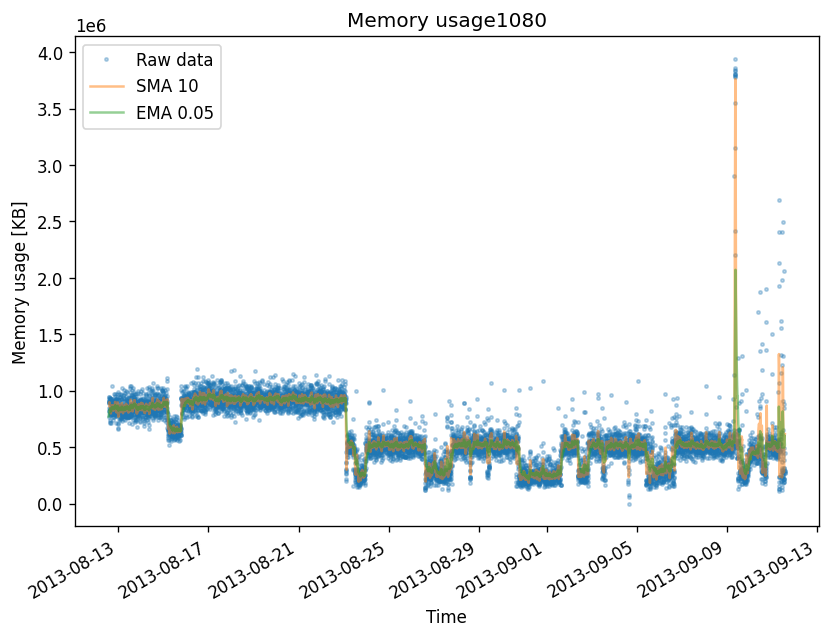 Memory usage1080
1e6
Raw data
SMA 10
EMA 0.05
4.0
3.5
3.0
2.5
2.0
1.5
1.0
0.5
0.0
Memory usage [KB]
2013-08-13
2013-08-17
2013-08-21
2013-08-25
2013-08-29
2013-09-01
2013-09-05
2013-09-09
2013-09-13
Time